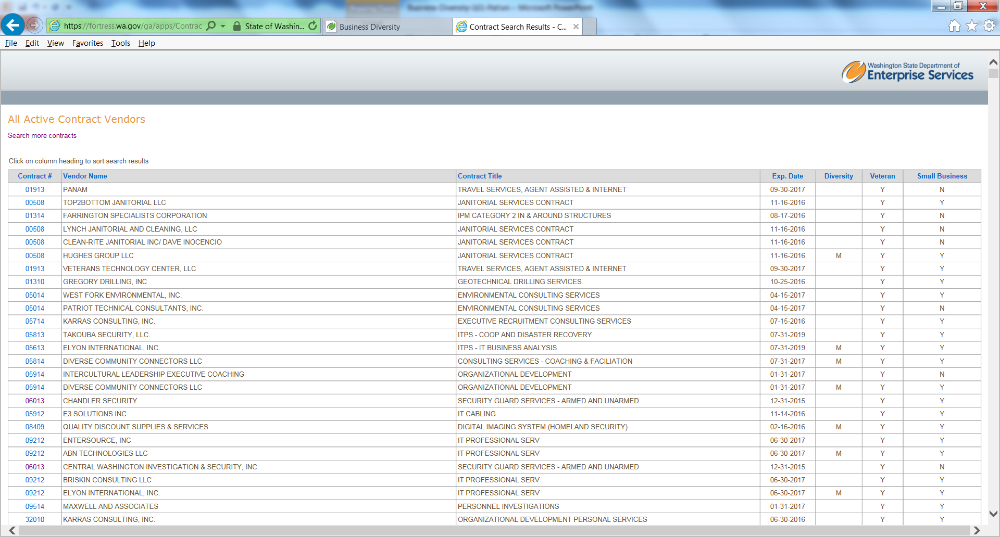 Business-Diversity-101-Pallan - Microsoft PowerPoint
https://fortress.wa.gov/ga/apps/Contrac
State of Washin...
Business Diversity
Contract Search Results - C...
File Edit View Favorites Tools Help
Washington State Department of
Enterprise Services
All Active Contract Vendors
Search more contracts
Click on column heading to sort search results
Contract # Vendor Name Contract Title Exp. Date Diversity Veteran Small Business
01913 PANAM TRAVEL SERVICES, AGENT ASSISTED & INTERNET 09-30-2017 Y N
00508 TOP2BOTTOM JANITORIAL LLC JANITORIAL SERVICES CONTRACT 11-16-2016 Y Y
01314 FARRINGTON SPECIALISTS CORPORATION IPM CATEGORY 2 IN & AROUND STRUCTURES 08-17-2016 Y N
00508 LYNCH JANITORIAL AND CLEANING, LLC JANITORIAL SERVICES CONTRACT 11-16-2016 Y N
00508 CLEAN-RITE JANITORIAL INC/ DAVE INOCENCIO JANITORIAL SERVICES CONTRACT 11-16-2016 Y N
00508 HUGHES GROUP LLC JANITORIAL SERVICES CONTRACT 11-16-2016 M Y Y
01913 VETERANS TECHNOLOGY CENTER, LLC TRAVEL SERVICES, AGENT ASSISTED & INTERNET 09-30-2017 Y Y
01310 GREGORY DRILLING, INC GEOTECHNICAL DRILLING SERVICES 10-25-2016 Y Y
05014 WEST FORK ENVIRONMENTAL, INC. ENVIRONMENTAL CONSULTING SERVICES 04-15-2017 Y Y
05014 PATRIOT TECHNICAL CONSULTANTS, INC. ENVIRONMENTAL CONSULTING SERVICES 04-15-2017 Y N
05714 KARRAS CONSULTING, INC. EXECUTIVE RECRUITMENT CONSULTING SERVICES 07-15-2016 Y Y
05813 TAKOUBA SECURITY, LLC. ITPS - COOP AND DISASTER RECOVERY 07-31-2019 Y Y
05613 ELYON INTERNATIONAL, INC. ITPS - IT BUSINESS ANALYSIS 07-31-2019 M Y Y
05814 DIVERSE COMMUNITY CONNECTORS LLC CONSULTING SERVICES - COACHING & FACILIATION 07-31-2017 M Y Y
05914 INTERCULTURAL LEADERSHIP EXECUTIVE COACHING ORGANIZATIONAL DEVELOPMENT 01-31-2017 Y N
05914 DIVERSE COMMUNITY CONNECTORS LLC ORGANIZATIONAL DEVELOPMENT 01-31-2017 M Y Y
06013 CHANDLER SECURITY SECURITY GUARD SERVICES - ARMED AND UNARMED 12-31-2015 Y Y
05912 E3 SOLUTIONS INC IT CABLING 11-14-2016 Y Y
08409 QUALITY DISCOUNT SUPPLIES & SERVICES DIGITAL IMAGING SYSTEM (HOMELAND SECURITY) 02-16-2016 M Y Y
09212 ENTERSOURCE, INC IT PROFESSIONAL SERV 06-30-2017 Y Y
09212 ABN TECHNOLOGIES LLC IT PROFESSIONAL SERV 06-30-2017 M Y Y
06013 CENTRAL WASHINGTON INVESTIGATION & SECURITY, INC. SECURITY GUARD SERVICES - ARMED AND UNARMED 12-31-2015 Y N
09212 BRISKIN CONSULTING LLC IT PROFESSIONAL SERV 06-30-2017 Y Y
09212 ELYON INTERNATIONAL, INC. IT PROFESSIONAL SERV 06-30-2017 M Y Y
09514 MAXWELL AND ASSOCIATES PERSONNEL INVESTIGATIONS 01-31-2017 Y Y
32010 KARRAS CONSULTING, INC. ORGANIZATIONAL DEVELOPMENT PERSONAL SERVICES 06-30-2016 Y Y